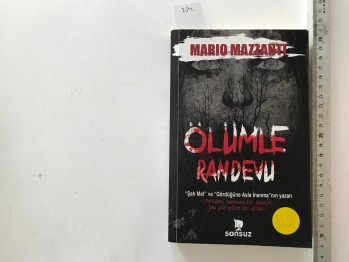 MARIO MAZZANTI
ÖLÜMLE
RANDEVU
"Şah Mat" ve "Gördüğüne Asla İnanma"nın yazarı
sonsuz